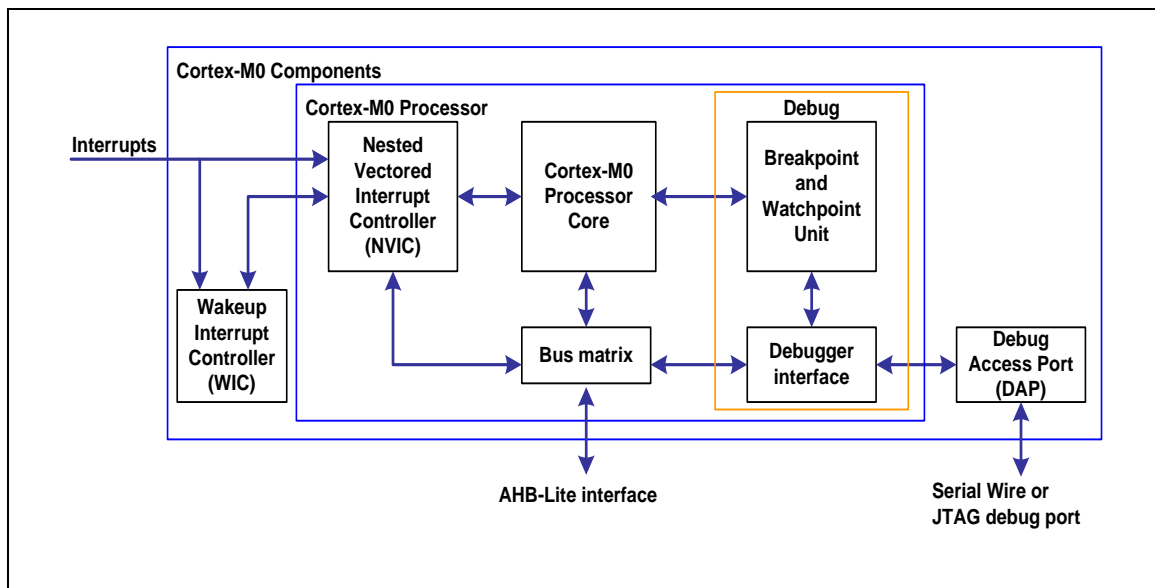 Cortex-M0 Components
Cortex-M0 Processor
Debug
Interrupts
Nested
Vectored
Interrupt
Controller
(NVIC)
Cortex-M0
Processor
Core
Breakpoint
and
Watchpoint
Unit
Wakeup
Interrupt
Controller
(WIC)
Bus matrix
Debugger
interface
Debug
Access Port
(DAP)
AHB-Lite interface
Serial Wire or
JTAG debug port